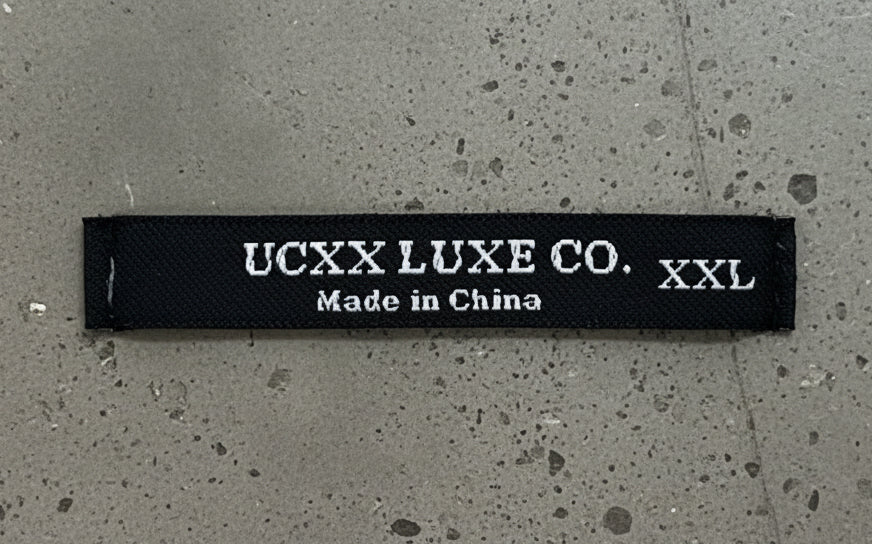 UCXX LUXE CO.
Made in China
XXL